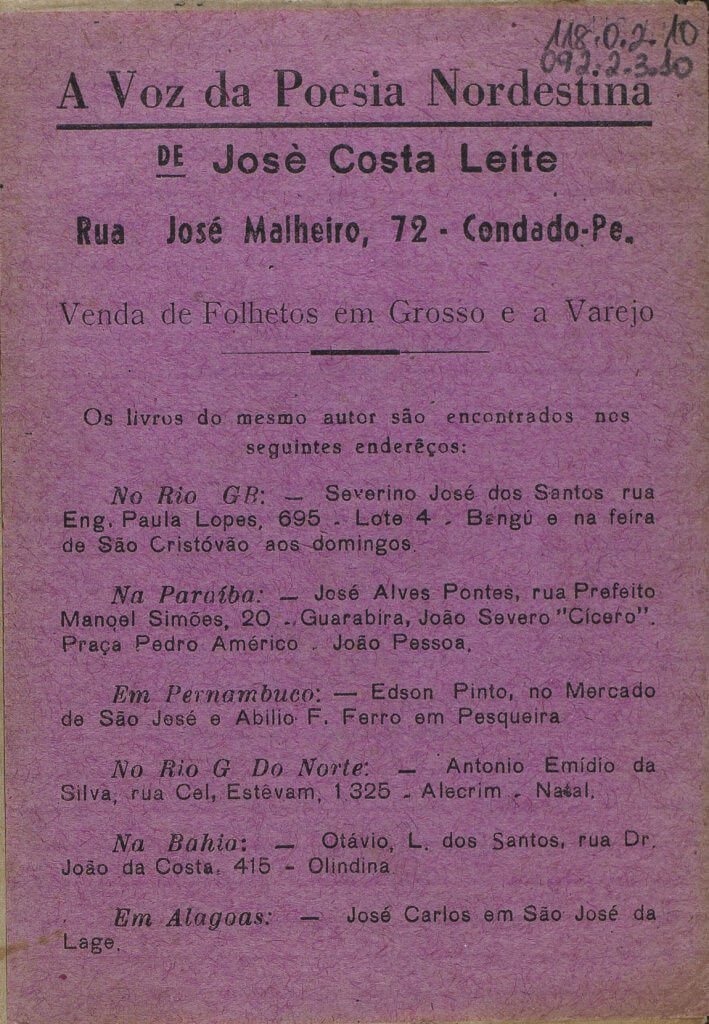 118.0.2.10
092.2.3.10
A Voz da Poesia Nordestina
DE Josè Costa Leite
Rua José Malheiro, 72 - Condado-Pe.
Venda de Folhetos em Grosso e a Varejo
Os livros do mesmo autor são encontrados nos
seguintes enderêços:
No Rio GB: — Severino José dos Santos rua
Eng. Paula Lopes, 695 - Lote 4 - Bangú e na feira
de São Cristóvão aos domingos.
Na Paraíba: — José Alves Pontes, rua Prefeito
Manoel Simões, 20 - Guarabira, João Severo "Cícero".
Praça Pedro Américo - João Pessoa.
Em Pernambuco: — Edson Pinto, no Mercado
de São José e Abilio F. Ferro em Pesqueira
No Rio G Do Norte: — Antonio Emídio da
Silva, rua Cel, Estêvam, 1.325 - Alecrim - Natal.
Na Bahia: — Otávio, L. dos Santos, rua Dr.
João da Costa, 415 - Olindina.
Em Alagoas: — José Carlos em São José da
Lage.